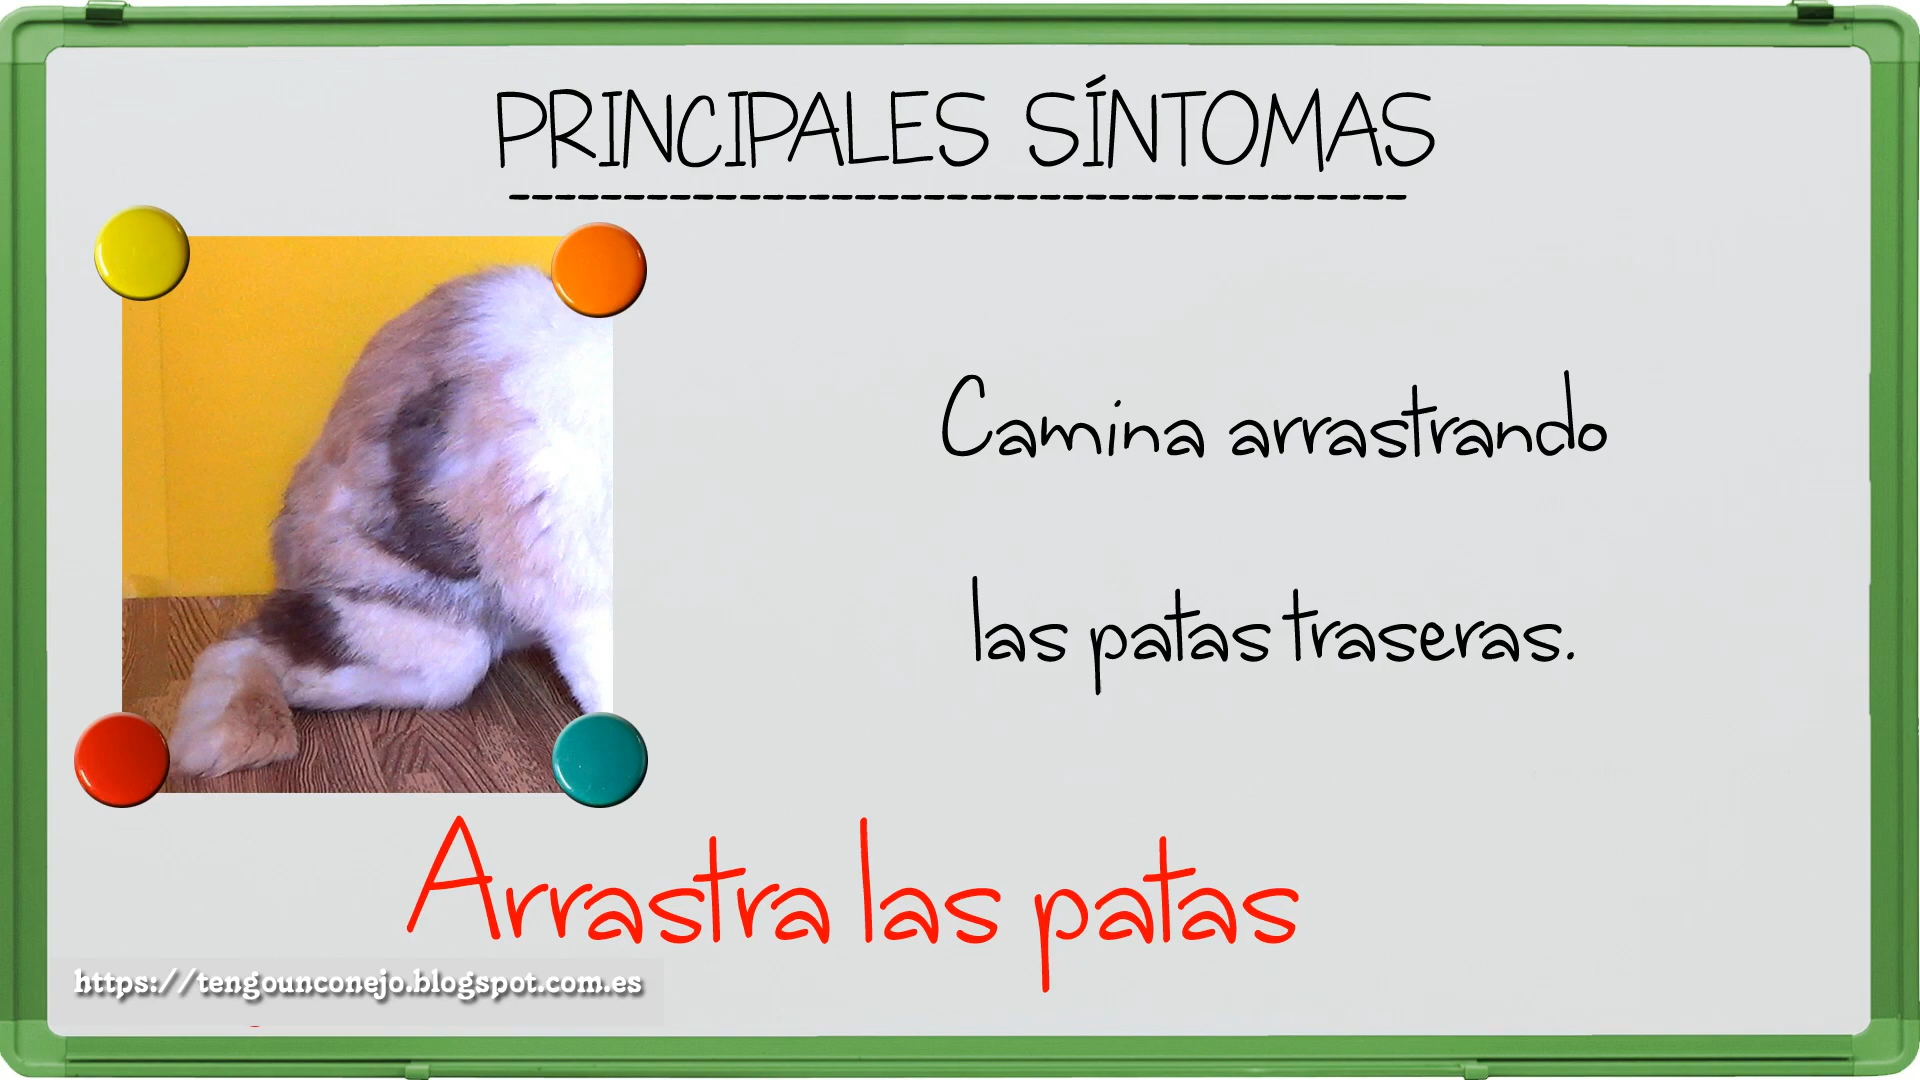 PRINCIPALES SÍNTOMAS
Camina arrastrando
las patas traseras.
Arrastra las patas
https://tengounconejo.blogspot.com.es